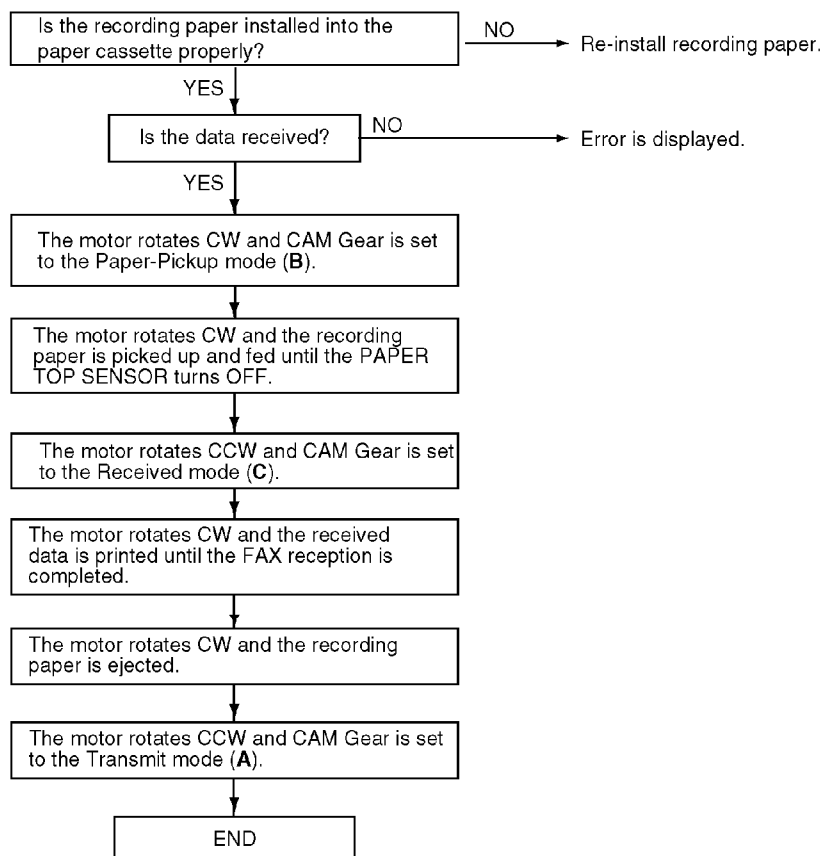 Is the recording paper installed into the
paper cassette properly?
NO
Re-install recording paper.
YES
Is the data received?
NO
Error is displayed.
YES
The motor rotates CW and CAM Gear is set
to the Paper-Pickup mode (B).
The motor rotates CW and the recording
paper is picked up and fed until the PAPER
TOP SENSOR turns OFF.
The motor rotates CCW and CAM Gear is set
to the Received mode (C).
The motor rotates CW and the received
data is printed until the FAX reception is
completed.
The motor rotates CW and the recording
paper is ejected.
The motor rotates CCW and CAM Gear is set
to the Transmit mode (A).
END